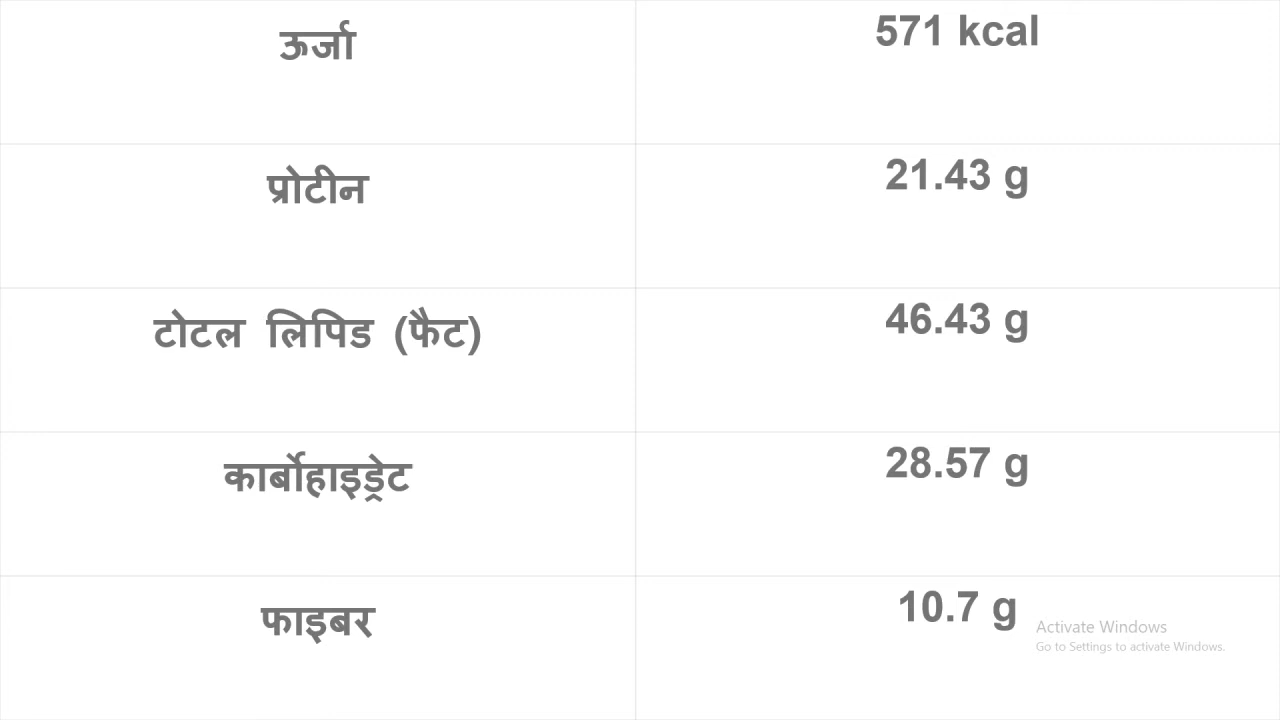 ऊर्जा 571 kcal
प्रोटीन 21.43 g
टोटल लिपिड (फैट) 46.43 g
कार्बोहाइड्रेट 28.57 g
फाइबर 10.7 g
Activate Windows
Go to Settings to activate Windows.